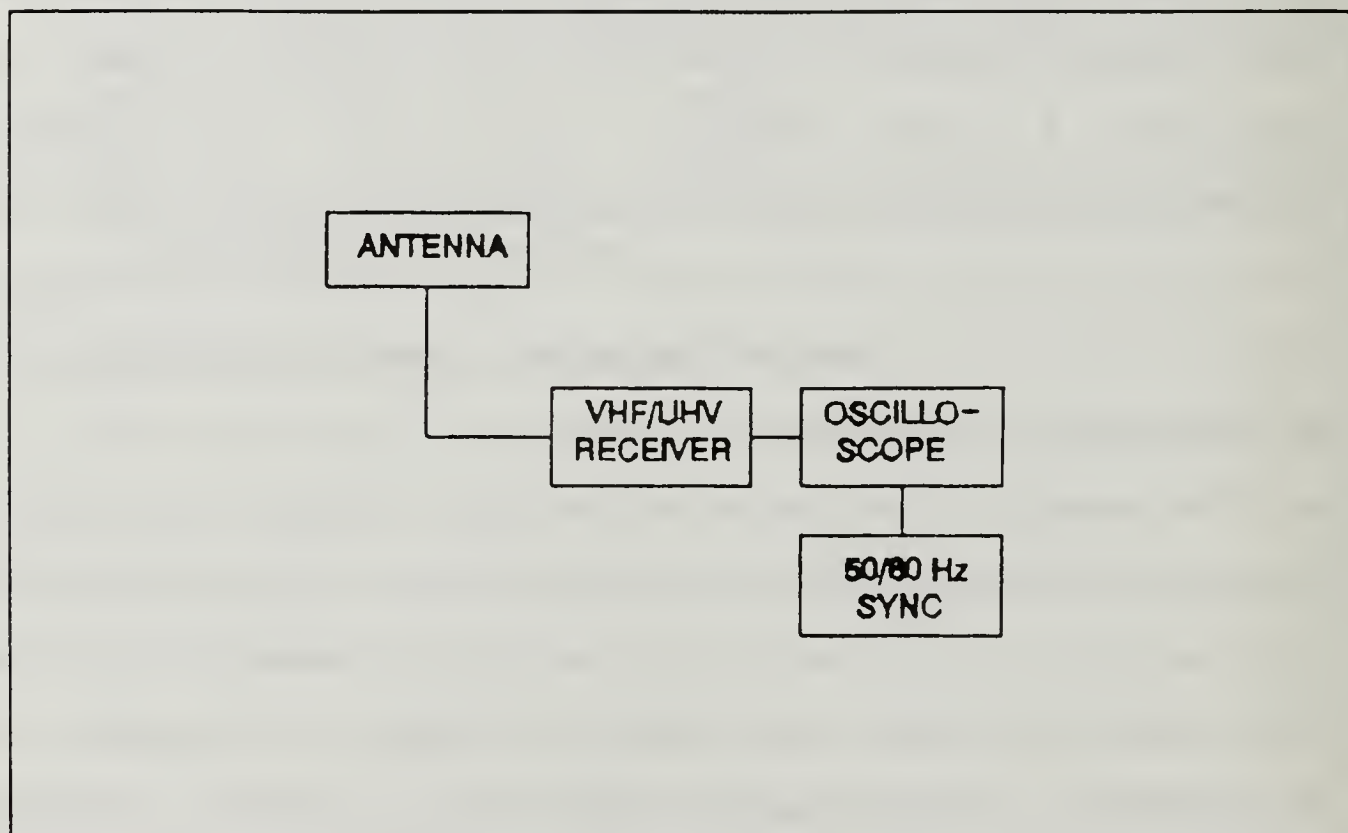 ANTENNA
VHF/UHV
RECEIVER
OSCILLO-
SCOPE
50/60 Hz
SYNC